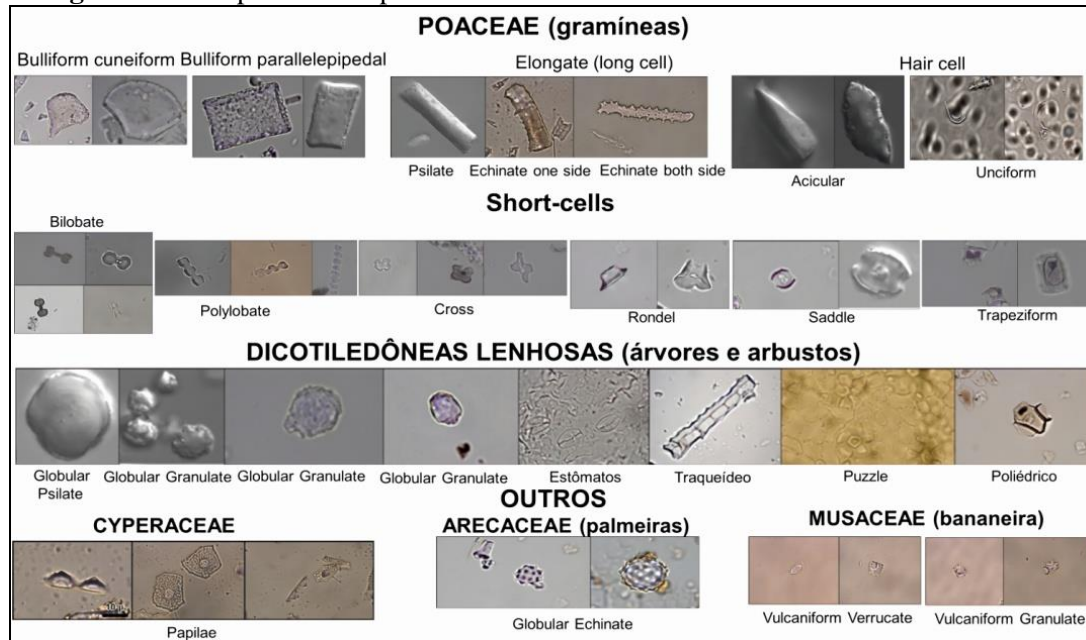 POACEAE (gramíneas)
Bulliform cuneiform Bulliform parallelepipedal
Elongate (long cell)
Hair cell
Psilate
Echinate one side
Echinate both side
Acicular
Unciform
Short-cells
Bilobate
Polylobate
Cross
Rondel
Saddle
Trapeziform
DICOTILEDÔNEAS LENHOSAS (árvores e arbustos)
Globular Psilate
Globular Granulate
Globular Granulate
Globular Granulate
Estômatos
Traqueídeo
Puzzle
Poliédrico
OUTROS
CYPERACEAE
ARECACEAE (palmeiras)
MUSACEAE (bananeira)
Papilae
Globular Echinate
Vulcaniform Verrucate
Vulcaniform Granulate